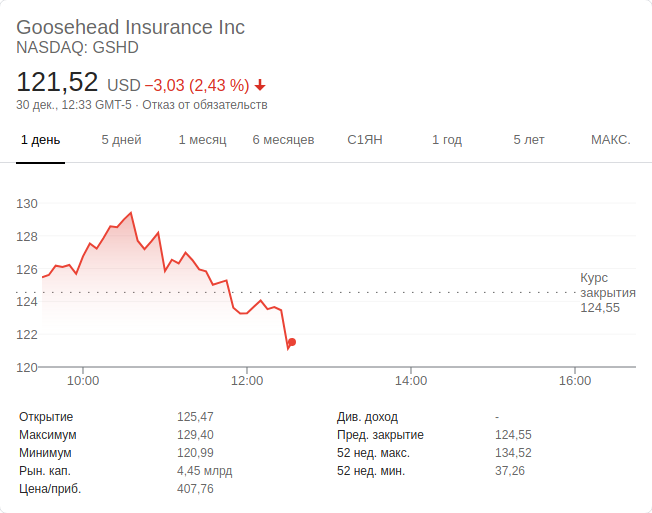 Goosehead Insurance Inc
NASDAQ: GSHD
121,52 USD −3,03 (2,43 %)
30 дек., 12:33 GMT-5 · Отказ от обязательств
1 день 5 дней 1 месяц 6 месяцев С1ЯН 1 год 5 лет МАКС.
130
128
126
124
122
120
Курс
закрытия
124,55
10:00 12:00 14:00 16:00
Открытие 125,47 Див. доход -
Максимум 129,40 Пред. закрытие 124,55
Минимум 120,99 52 нед. макс. 134,52
Рын. кап. 4,45 млрд 52 нед. мин. 37,26
Цена/приб. 407,76